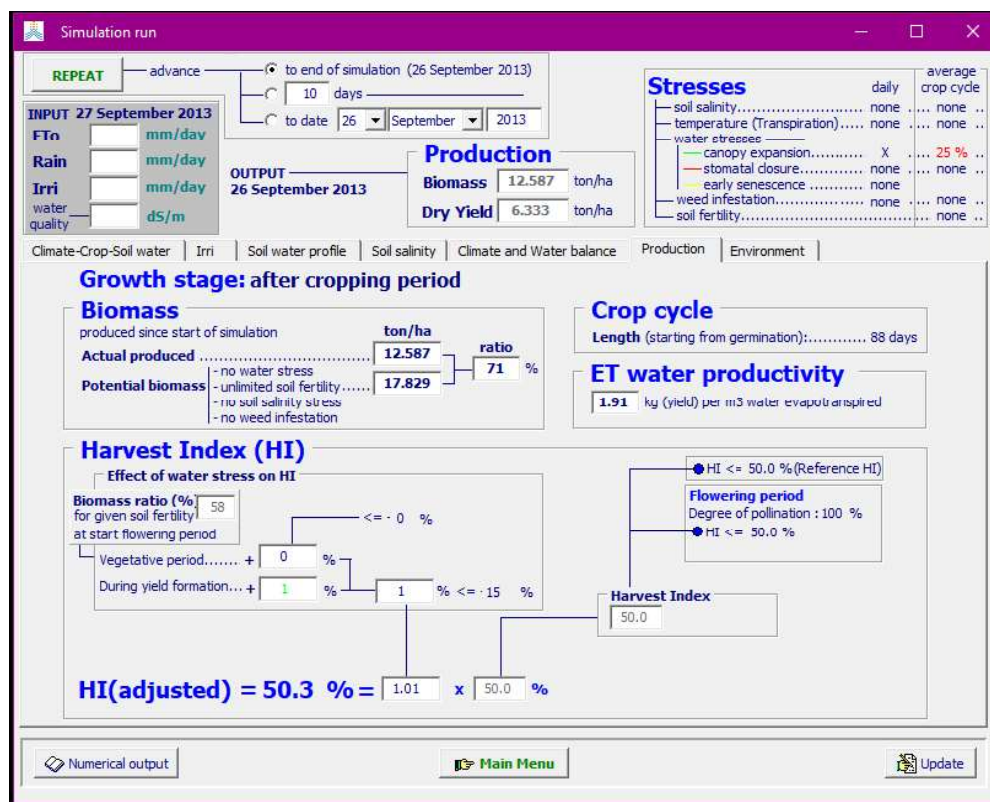 Simulation run
REPEAT advance to end of simulation (26 September 2013)
10 days
to date 26 September 2013
INPUT 27 September 2013
ETo mm/day
Rain mm/day
Irri mm/day
water quality dS/m
OUTPUT
26 September 2013
Production
Biomass 12.587 ton/ha
Dry Yield 6.333 ton/ha
Stresses daily average crop cycle
soil salinity........................ none .... none ..
temperature (Transpiration)..... none .... none ..
water stresses
canopy expansion........... X .... 25 % ..
stomatal closure............ none .... none ..
early senescence ............ none
weed infestation.................... none .... none ..
soil fertility....................................... none ..
Climate-Crop-Soil water Irri Soil water profile Soil salinity Climate and Water balance Production Environment
Growth stage: after cropping period
Biomass
produced since start of simulation ton/ha
Actual produced .................................. 12.587 ratio
71 %
Potential biomass - no water stress
- unlimited soil fertility...... 17.829
- no soil salinity stress
- no weed infestation
Crop cycle
Length (starting from germination):............ 88 days
ET water productivity
1.91 kg (yield) per m3 water evapotranspired
Harvest Index (HI)
Effect of water stress on HI
Biomass ratio (%) 58
for given soil fertility
at start flowering period
<= · 0 %
Vegetative period....... + 0 %
During yield formation... + 1 % 1 % <= · 15 %
HI <= 50.0 % (Reference HI)
Flowering period
Degree of pollination : 100 %
HI <= 50.0 %
Harvest Index
50.0
HI(adjusted) = 50.3 % = 1.01 x 50.0 %
Numerical output Main Menu Update